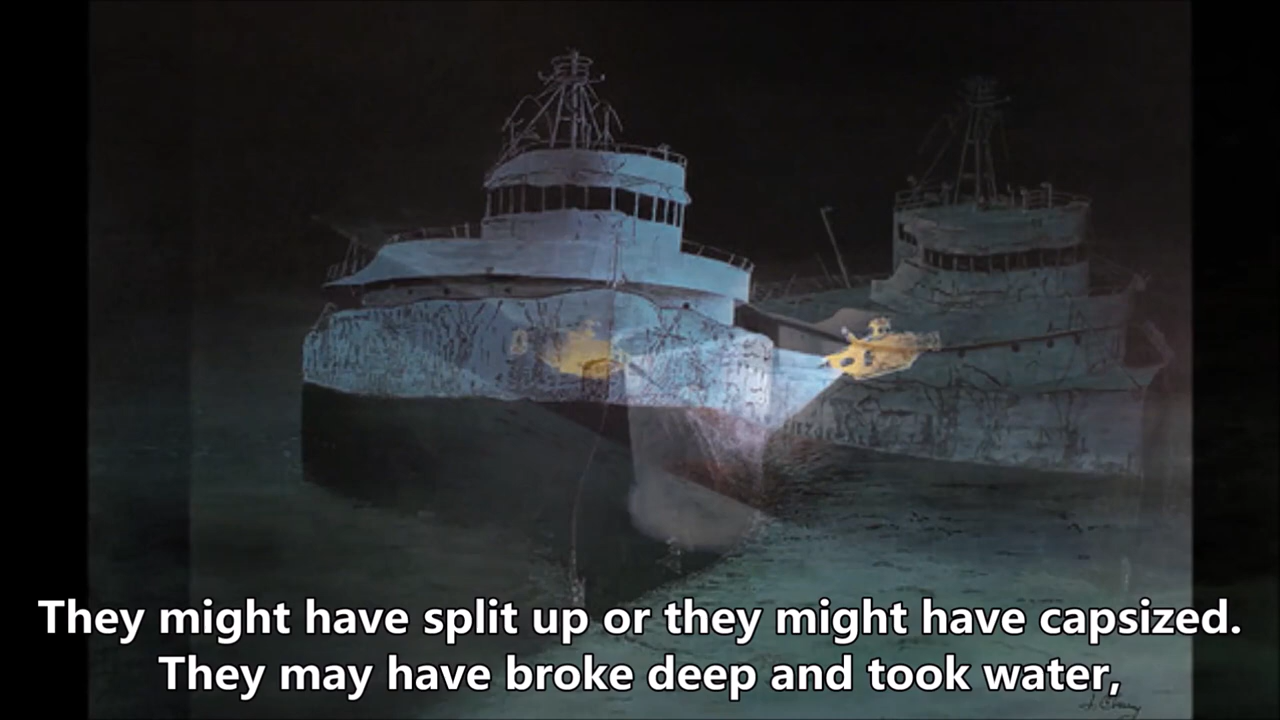 They might have split up or they might have capsized.
They may have broke deep and took water,